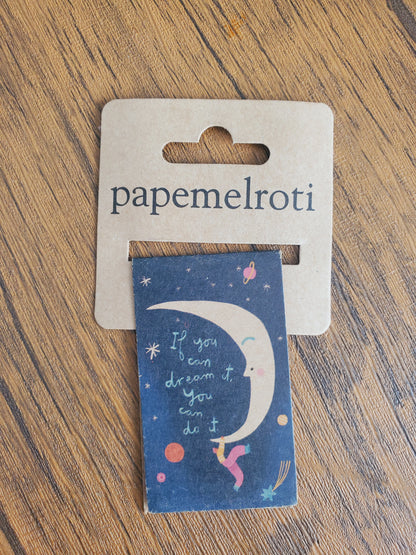 papemelroti
If you
can
dream it,
you
can
do it